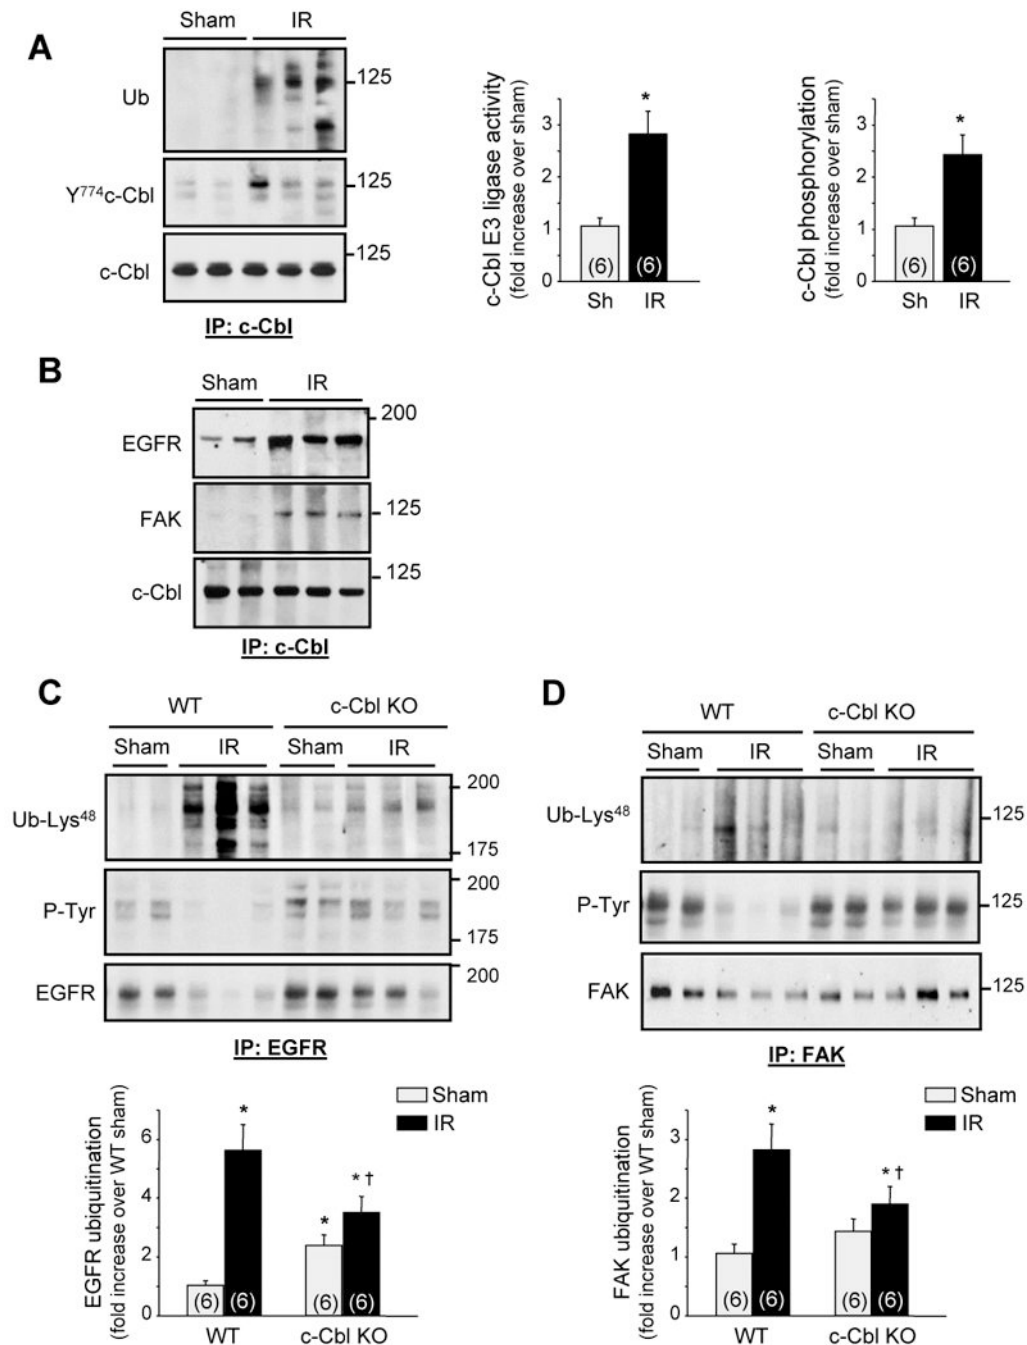 A
Sham IR
Ub
125
Y774c-Cbl
125
c-Cbl
125
IP: c-Cbl
c-Cbl E3 ligase activity
(fold increase over sham)
3
2
1
0
*
(6) (6)
Sh IR
c-Cbl phosphorylation
(fold increase over sham)
3
2
1
0
*
(6) (6)
Sh IR
B
Sham IR
EGFR
200
FAK
125
c-Cbl
125
IP: c-Cbl
C
WT c-Cbl KO
Sham IR Sham IR
Ub-Lys48
200
175
P-Tyr
200
175
EGFR
200
IP: EGFR
Sham
IR
EGFR ubiquitination
(fold increase over WT sham)
6
4
2
0
*
*
* †
(6) (6) (6) (6)
WT c-Cbl KO
D
WT c-Cbl KO
Sham IR Sham IR
Ub-Lys48
125
P-Tyr
125
FAK
125
IP: FAK
Sham
IR
FAK ubiquitination
(fold increase over WT sham)
3
2
1
0
*
* †
(6) (6) (6) (6)
WT c-Cbl KO